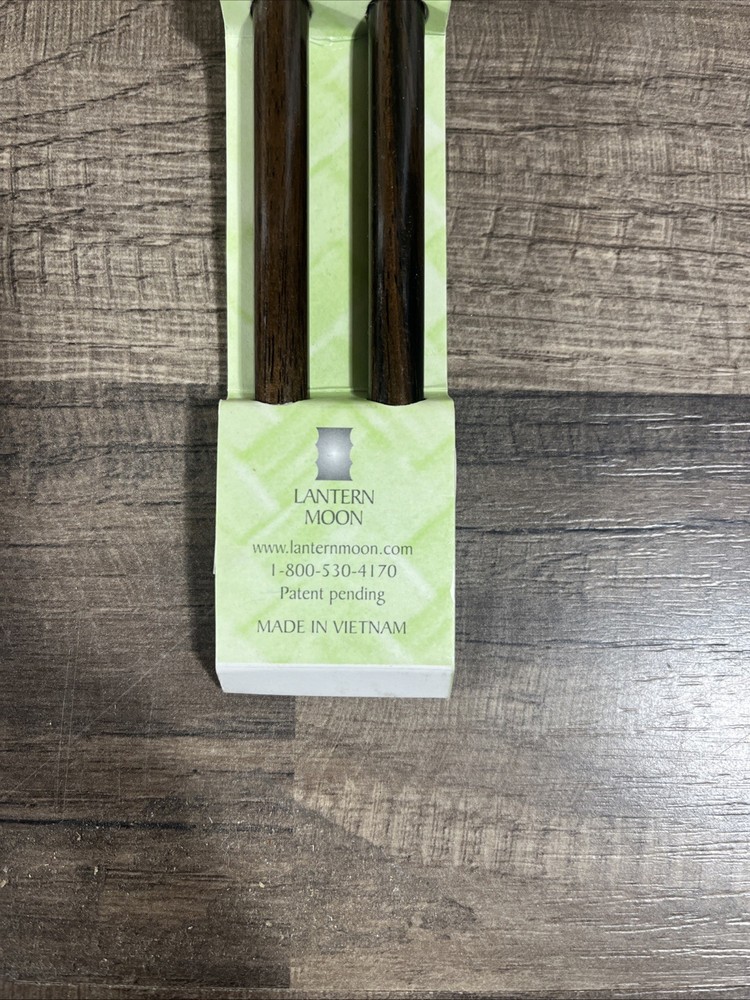 LANTERN
MOON
www.lanternmoon.com
1-800-530-4170
Patent pending
MADE IN VIETNAM